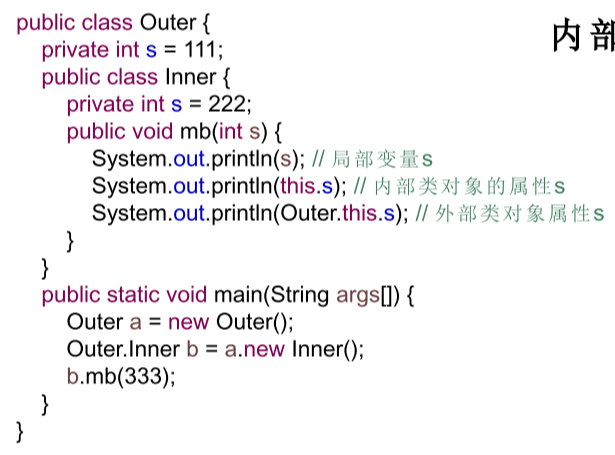 内部
public class Outer {
private int s = 111;
public class Inner {
private int s = 222;
public void mb(int s) {
System.out.println(s); // 局部变量s
System.out.println(this.s); // 内部类对象的属性s
System.out.println(Outer.this.s); // 外部类对象属性s
}
}
public static void main(String args[]) {
Outer a = new Outer();
Outer.Inner b = a.new Inner();
b.mb(333);
}
}